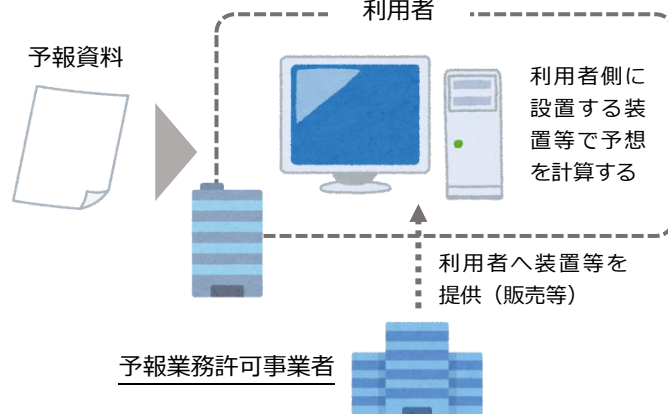 利用者
予報資料
利用者側に
設置する装
置等で予想
を計算する
利用者へ装置等を
提供（販売等）
予報業務許可事業者